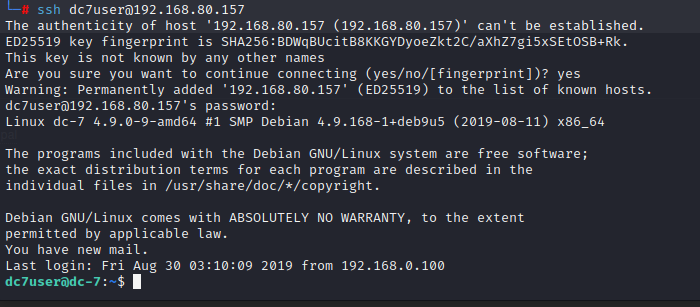 # ssh dc7user@192.168.80.157
The authenticity of host '192.168.80.157 (192.168.80.157)' can't be established.
ED25519 key fingerprint is SHA256:BDWqBUcitB8KKGYDyoeZkt2C/aXhZ7gi5xSEtOSB+Rk.
This key is not known by any other names
Are you sure you want to continue connecting (yes/no/[fingerprint])? yes
Warning: Permanently added '192.168.80.157' (ED25519) to the list of known hosts.
dc7user@192.168.80.157's password:
Linux dc-7 4.9.0-9-amd64 #1 SMP Debian 4.9.168-1+deb9u5 (2019-08-11) x86_64
The programs included with the Debian GNU/Linux system are free software;
the exact distribution terms for each program are described in the
individual files in /usr/share/doc/*/copyright.
Debian GNU/Linux comes with ABSOLUTELY NO WARRANTY, to the extent
permitted by applicable law.
You have new mail.
Last login: Fri Aug 30 03:10:09 2019 from 192.168.0.100
dc7user@dc-7:~$